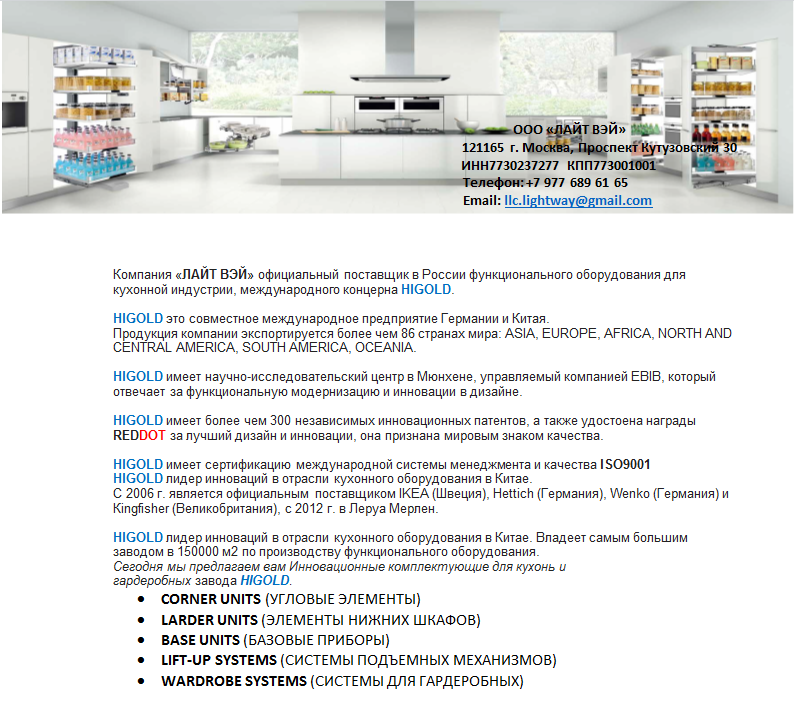 ООО «ЛАЙТ ВЭЙ»
121165 г. Москва, Проспект Кутузовский 30
ИНН7730237277 КПП773001001
Телефон: +7 977 689 61 65
Email: llc.lightway@gmail.com
Компания «ЛАЙТ ВЭЙ» официальный поставщик в России функционального оборудования для
кухонной индустрии, международного концерна HIGOLD.
HIGOLD это совместное международное предприятие Германии и Китая.
Продукция компании экспортируется более чем 86 странах мира: ASIA, EUROPE, AFRICA, NORTH AND
CENTRAL AMERICA, SOUTH AMERICA, OCEANIA.
HIGOLD имеет научно-исследовательский центр в Мюнхене, управляемый компанией EBIB, который
отвечает за функциональную модернизацию и инновации в дизайне.
HIGOLD имеет более чем 300 независимых инновационных патентов, а также удостоена награды
REDDOT за лучший дизайн и инновации, она признана мировым знаком качества.
HIGOLD имеет сертификацию международной системы менеджмента и качества ISO9001
HIGOLD лидер инноваций в отрасли кухонного оборудования в Китае.
С 2006 г. является официальным поставщиком IKEA (Швеция), Hettich (Германия), Wenko (Германия) и
Kingfisher (Великобритания), с 2012 г. в Леруа Мерлен.
HIGOLD лидер инноваций в отрасли кухонного оборудования в Китае. Владеет самым большим
заводом в 150000 м2 по производству функционального оборудования.
Сегодня мы предлагаем вам Инновационные комплектующие для кухонь и
гардеробных завода HIGOLD.
• CORNER UNITS (УГЛОВЫЕ ЭЛЕМЕНТЫ)
• LARDER UNITS (ЭЛЕМЕНТЫ НИЖНИХ ШКАФОВ)
• BASE UNITS (БАЗОВЫЕ ПРИБОРЫ)
• LIFT-UP SYSTEMS (СИСТЕМЫ ПОДЪЕМНЫХ МЕХАНИЗМОВ)
• WARDROBE SYSTEMS (СИСТЕМЫ ДЛЯ ГАРДЕРОБНЫХ)